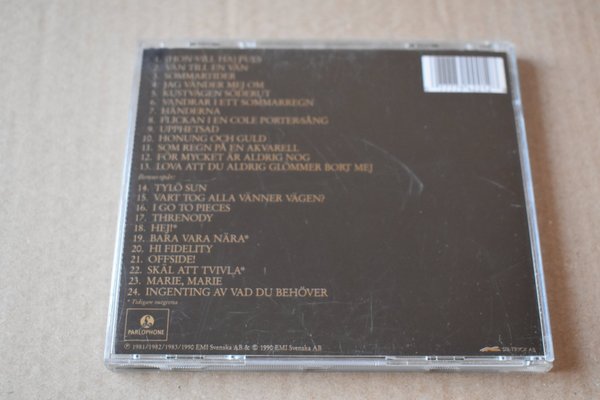 1. (HON VILL HA) PULS
2. VÄN TILL EN VÄN
3. SOMMARTIDER
4. JAG VÄNDER MEJ OM
5. KUSTVÄGEN SÖDERUT
6. VANDRAR I ETT SOMMARREGN
7. HÄNDERNA
8. FLICKAN I EN COLE PORTER-SÅNG
9. UPPHETSAD
10. HONUNG OCH GULD
11. SOM REGN PÅ EN AKVARELL
12. FÖR MYCKET ÄR ALDRIG NOG
13. LOVA ATT DU ALDRIG GLÖMMER BORT MEJ
Bonusspår:
14. TYLÖ SUN
15. VART TOG ALLA VÄNNER VÄGEN?
16. I GO TO PIECES
17. THRENODY
18. HEJ!*
19. BARA VARA NÄRA*
20. HI FIDELITY
21. OFFSIDE!
22. SKÄL ATT TVIVLA*
23. MARIE, MARIE
24. INGENTING AV VAD DU BEHÖVER
* Tidigare outgivna
PARLOPHONE
℗ 1981/1982/1983/1990 EMI Svenska AB & © 1990 EMI Svenska AB